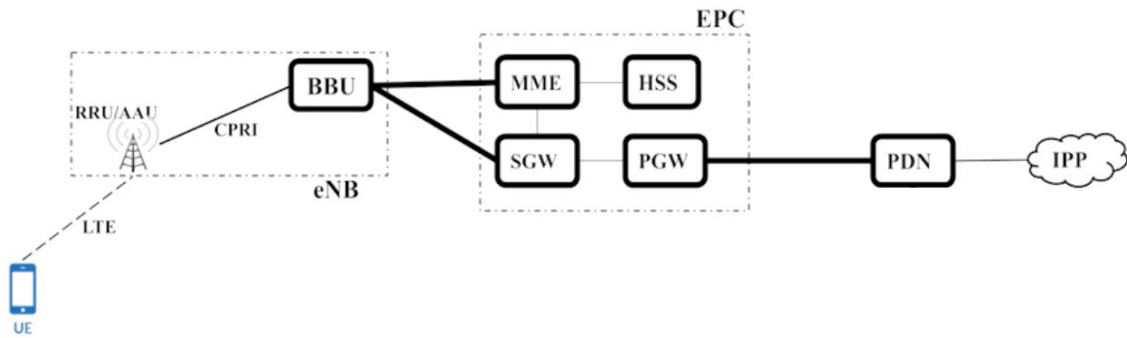 EPC
BBU
MME
HSS
RRU/AAU
CPRI
SGW
PGW
PDN
IPP
eNB
LTE
UE